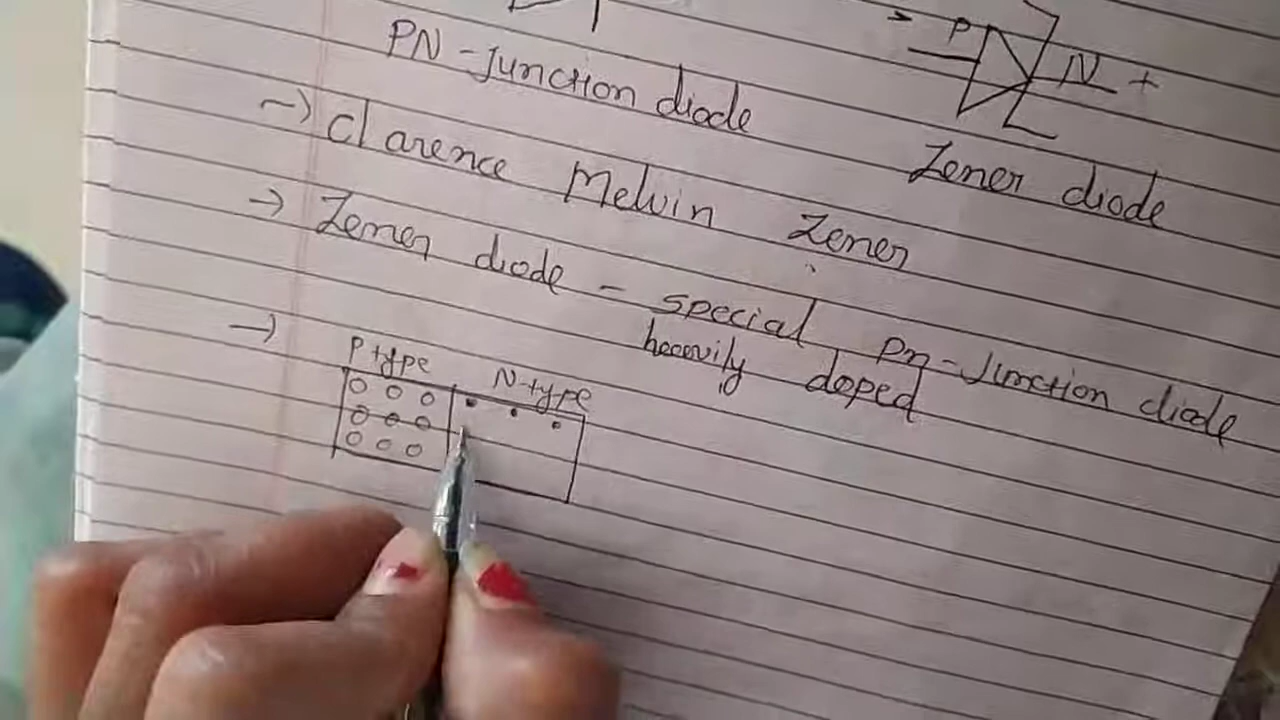 P N +
PN-Junction diode
Zener diode
→ Clarence Melvin Zener
→ Zener diode - special Pn-Junction diode
heavily doped
→
P type N-type